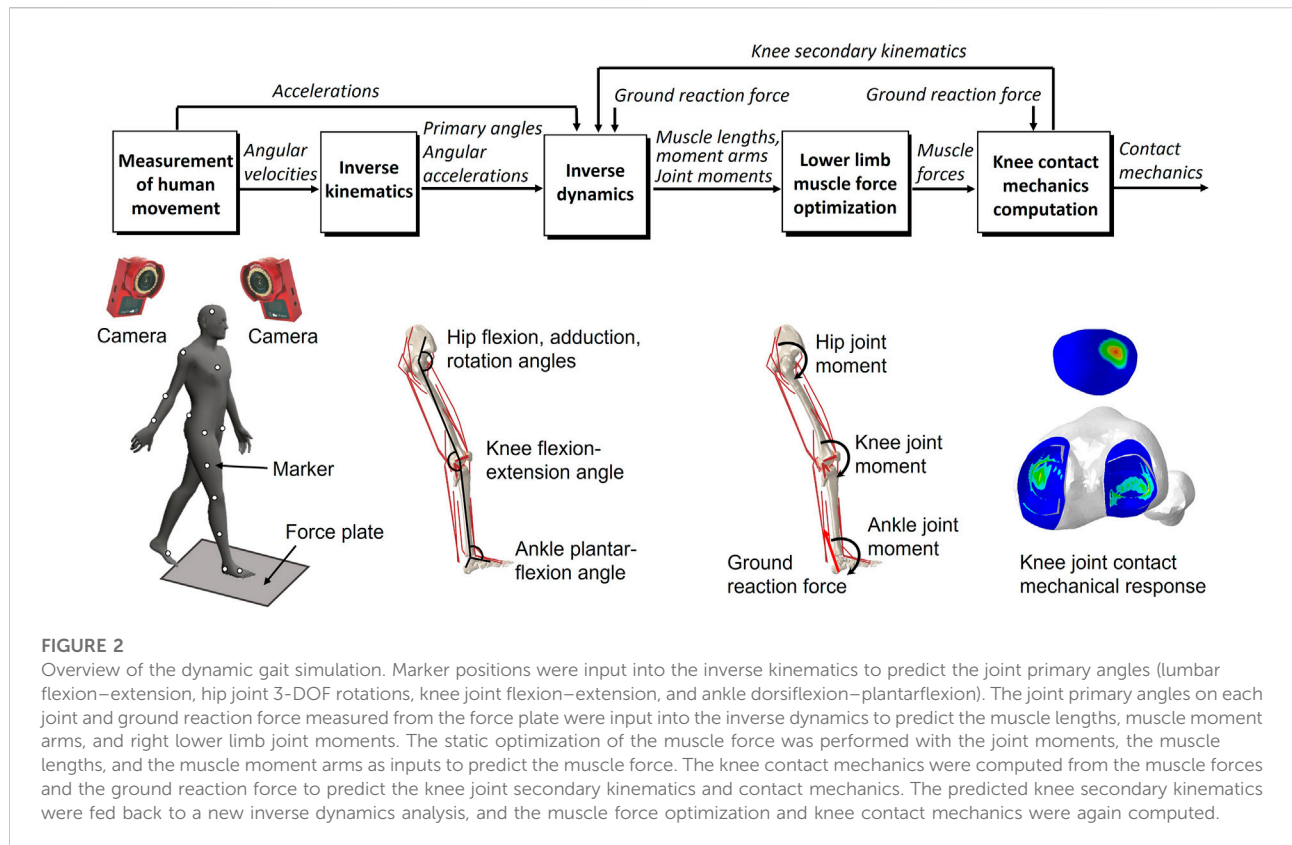 Knee secondary kinematics
Accelerations
Ground reaction force
Ground reaction force
Measurement
of human
movement
Angular
velocities
Inverse
kinematics
Primary angles
Angular
accelerations
Inverse
dynamics
Muscle lengths,
moment arms
Joint moments
Lower limb
muscle force
optimization
Muscle
forces
Knee contact
mechanics
computation
Contact
mechanics
Camera
Camera
Marker
Force plate
Hip flexion, adduction,
rotation angles
Knee flexion-
extension angle
Ankle plantar-
flexion angle
Hip joint
moment
Knee joint
moment
Ankle joint
moment
Ground
reaction force
Knee joint contact
mechanical response
FIGURE 2
Overview of the dynamic gait simulation. Marker positions were input into the inverse kinematics to predict the joint primary angles (lumbar
flexion–extension, hip joint 3-DOF rotations, knee joint flexion–extension, and ankle dorsiflexion–plantarflexion). The joint primary angles on each
joint and ground reaction force measured from the force plate were input into the inverse dynamics to predict the muscle lengths, muscle moment
arms, and right lower limb joint moments. The static optimization of the muscle force was performed with the joint moments, the muscle
lengths, and the muscle moment arms as inputs to predict the muscle force. The knee contact mechanics were computed from the muscle forces
and the ground reaction force to predict the knee joint secondary kinematics and contact mechanics. The predicted knee secondary kinematics
were fed back to a new inverse dynamics analysis, and the muscle force optimization and knee contact mechanics were again computed.